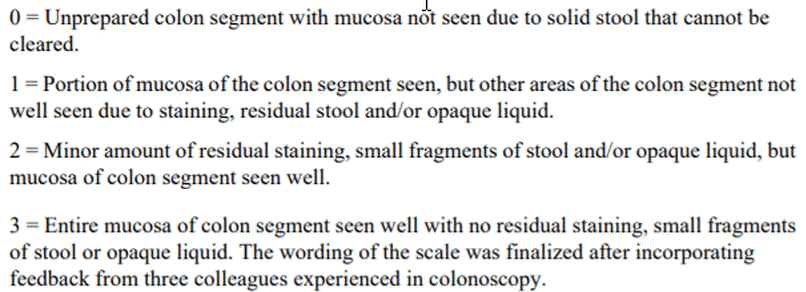 0 = Unprepared colon segment with mucosa not seen due to solid stool that cannot be
cleared.
1 = Portion of mucosa of the colon segment seen, but other areas of the colon segment not
well seen due to staining, residual stool and/or opaque liquid.
2 = Minor amount of residual staining, small fragments of stool and/or opaque liquid, but
mucosa of colon segment seen well.
3 = Entire mucosa of colon segment seen well with no residual staining, small fragments
of stool or opaque liquid. The wording of the scale was finalized after incorporating
feedback from three colleagues experienced in colonoscopy.